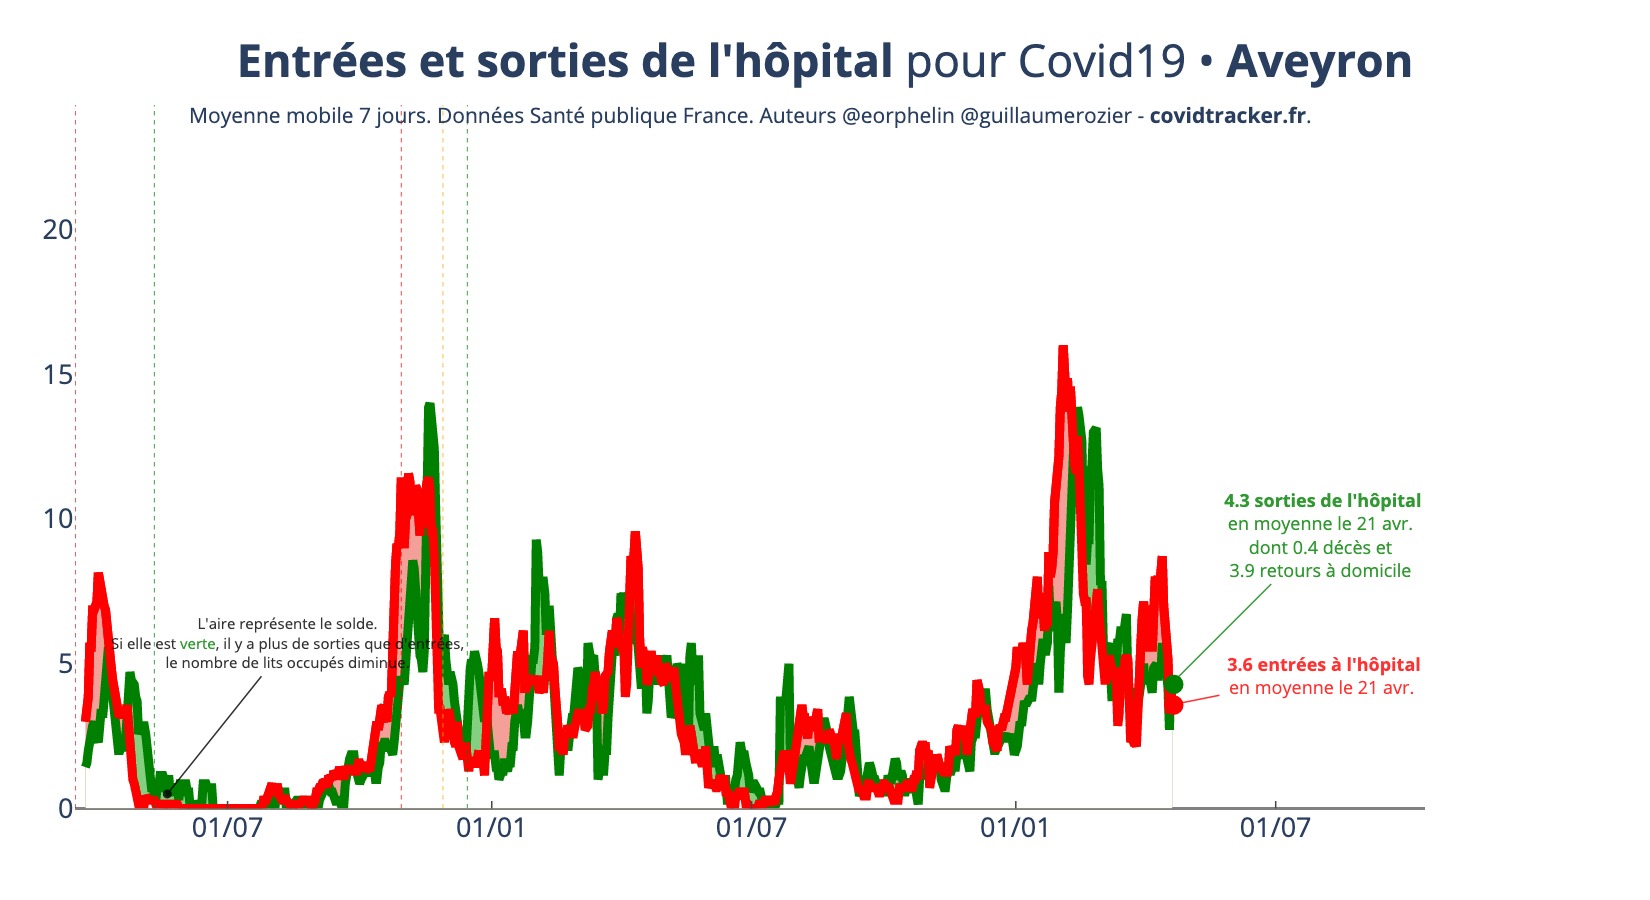 Entrées et sorties de l'hôpital pour Covid19 • Aveyron
Moyenne mobile 7 jours. Données Santé publique France. Auteurs @eorphelin @guillaumerozier - covidtracker.fr.
20
15
10
5
0
L'aire représente le solde.
Si elle est verte, il y a plus de sorties que d'entrées,
le nombre de lits occupés diminue.
4.3 sorties de l'hôpital
en moyenne le 21 avr.
dont 0.4 décès et
3.9 retours à domicile
3.6 entrées à l'hôpital
en moyenne le 21 avr.
01/07
01/01
01/07
01/01
01/07